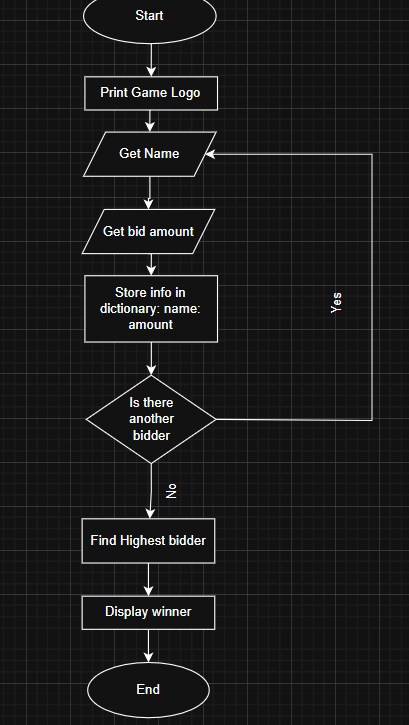 Start
Print Game Logo
Get Name
Get bid amount
Store info in
dictionary: name:
amount
Yes
Is there
another
bidder
No
Find Highest bidder
Display winner
End